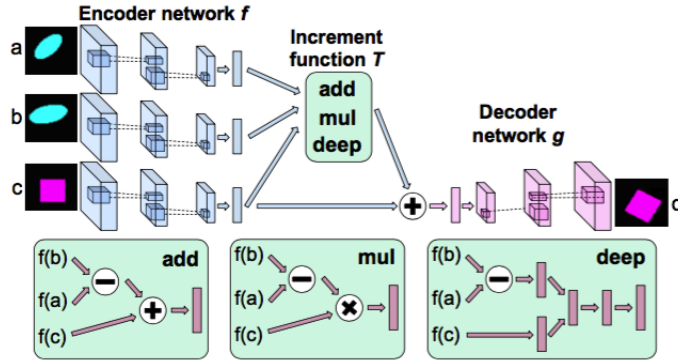 Encoder network f
a
b
c
Increment
function T
add
mul
deep
Decoder
network g
d
add
f(b)
f(a)
f(c)
mul
f(b)
f(a)
f(c)
deep
f(b)
f(a)
f(c)